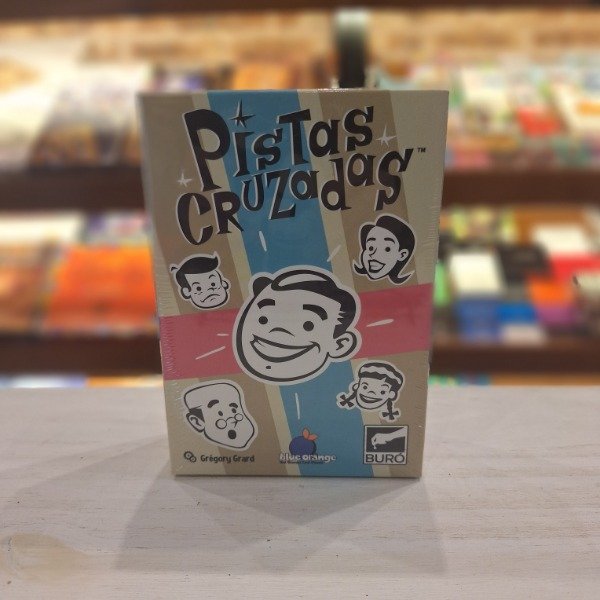 Pistas
Cruzadas™
Grégory Grard
blue orange
BURÓ